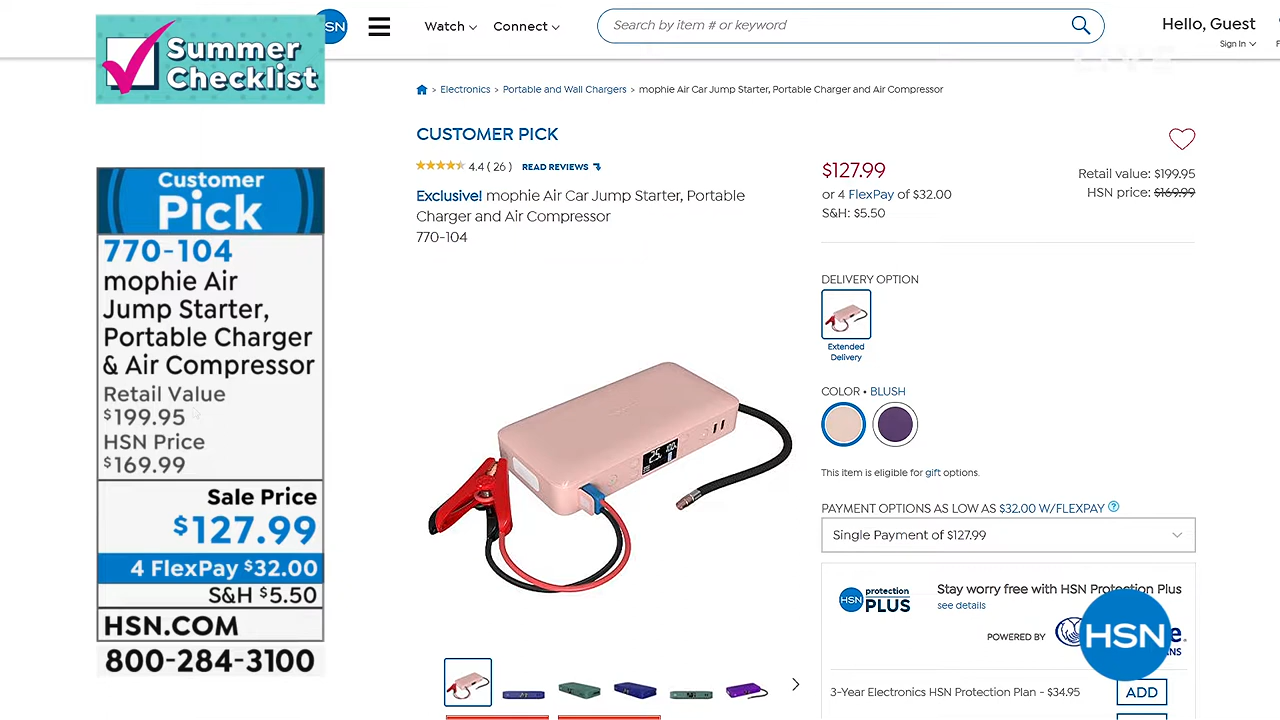 Summer
Checklist
Customer
Pick
770-104
mophie Air
Jump Starter,
Portable Charger
& Air Compressor
Retail Value
$199.95
HSN Price
$169.99
Sale Price
$127.99
4 FlexPay $32.00
S&H $5.50
HSN.COM
800-284-3100
SN
Watch
Connect
Search by item # or keyword
Hello, Guest
Sign In
LIVE
> Electronics > Portable and Wall Chargers > mophie Air Car Jump Starter, Portable Charger and Air Compressor
CUSTOMER PICK
4.4 ( 26 ) READ REVIEWS
Exclusive! mophie Air Car Jump Starter, Portable
Charger and Air Compressor
770-104
$127.99
or 4 FlexPay of $32.00
S&H: $5.50
Retail value: $199.95
HSN price: $169.99
DELIVERY OPTION
Extended
Delivery
COLOR • BLUSH
This item is eligible for gift options.
PAYMENT OPTIONS AS LOW AS $32.00 W/FLEXPAY ?
Single Payment of $127.99
HSN protection
PLUS
Stay worry free with HSN Protection Plus
see details
POWERED BY
HSN
3-Year Electronics HSN Protection Plan - $34.95
ADD